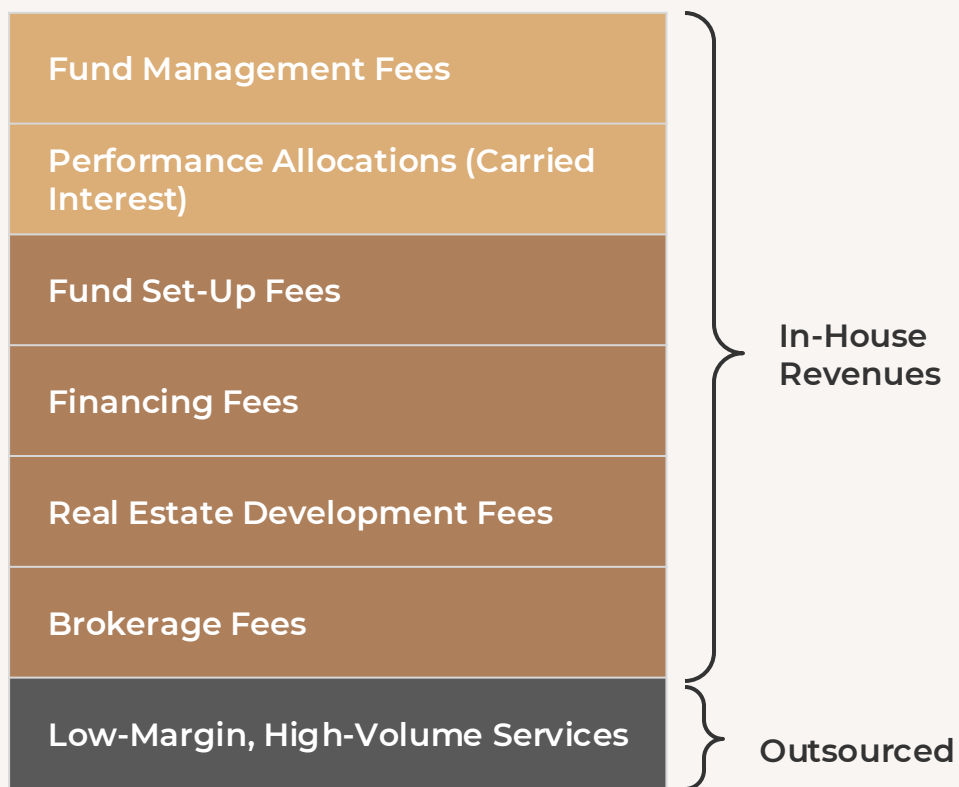 Fund Management Fees
Performance Allocations (Carried
Interest)
Fund Set-Up Fees
Financing Fees
Real Estate Development Fees
Brokerage Fees
Low-Margin, High-Volume Services
In-House
Revenues
Outsourced